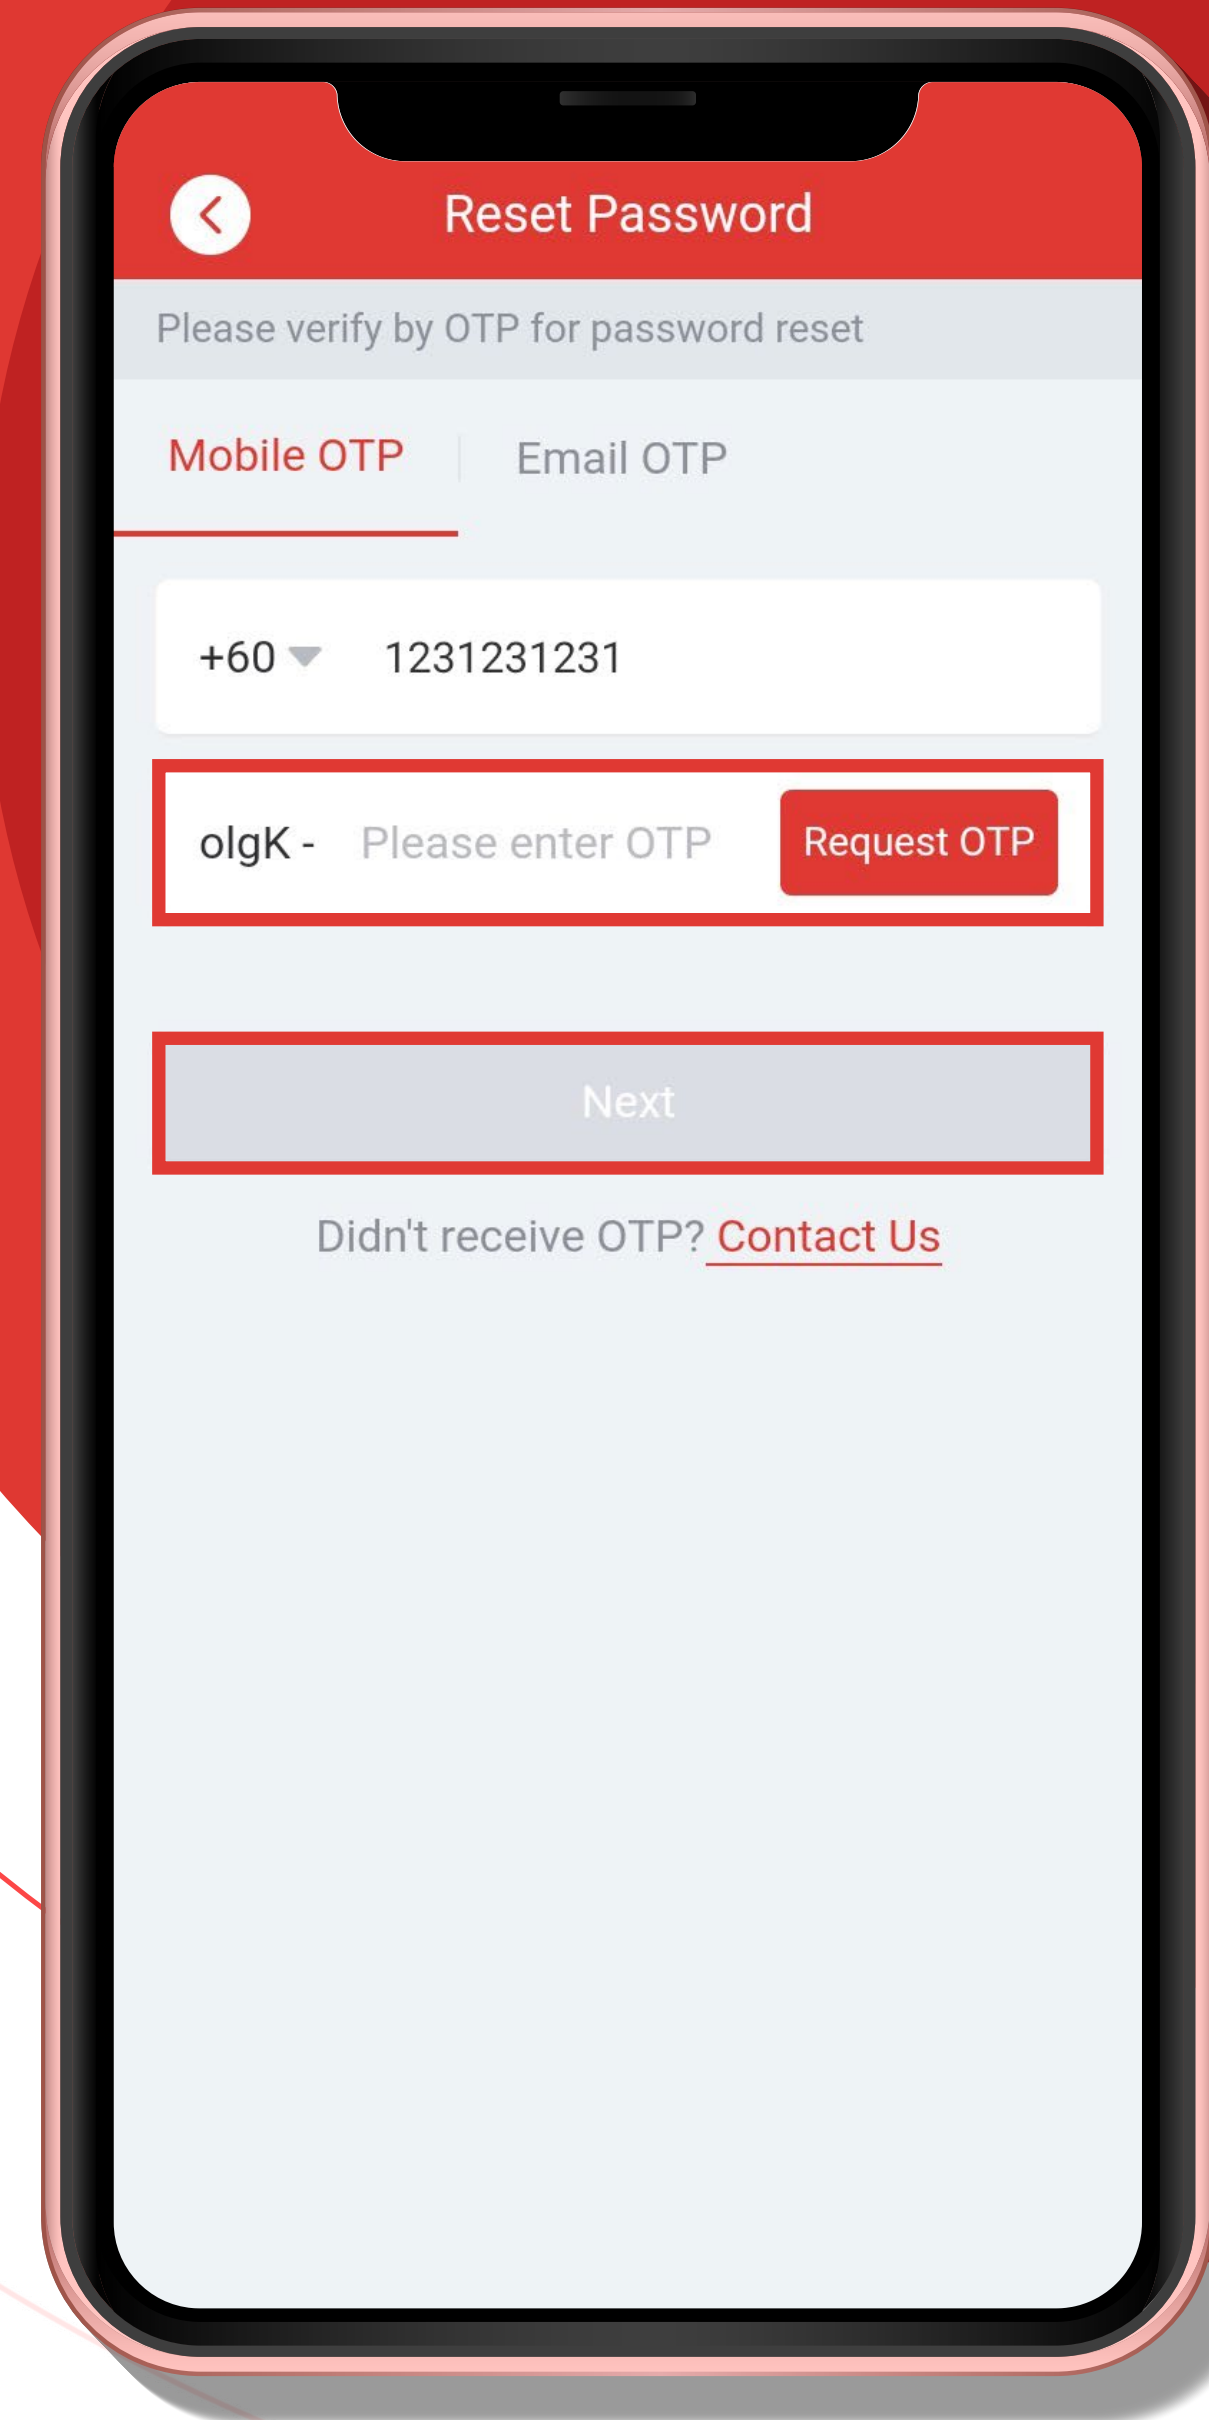 Reset Password
Please verify by OTP for password reset
Mobile OTP
Email OTP
+60 1231231231
olgK - Please enter OTP Request OTP
Next
Didn't receive OTP? Contact Us